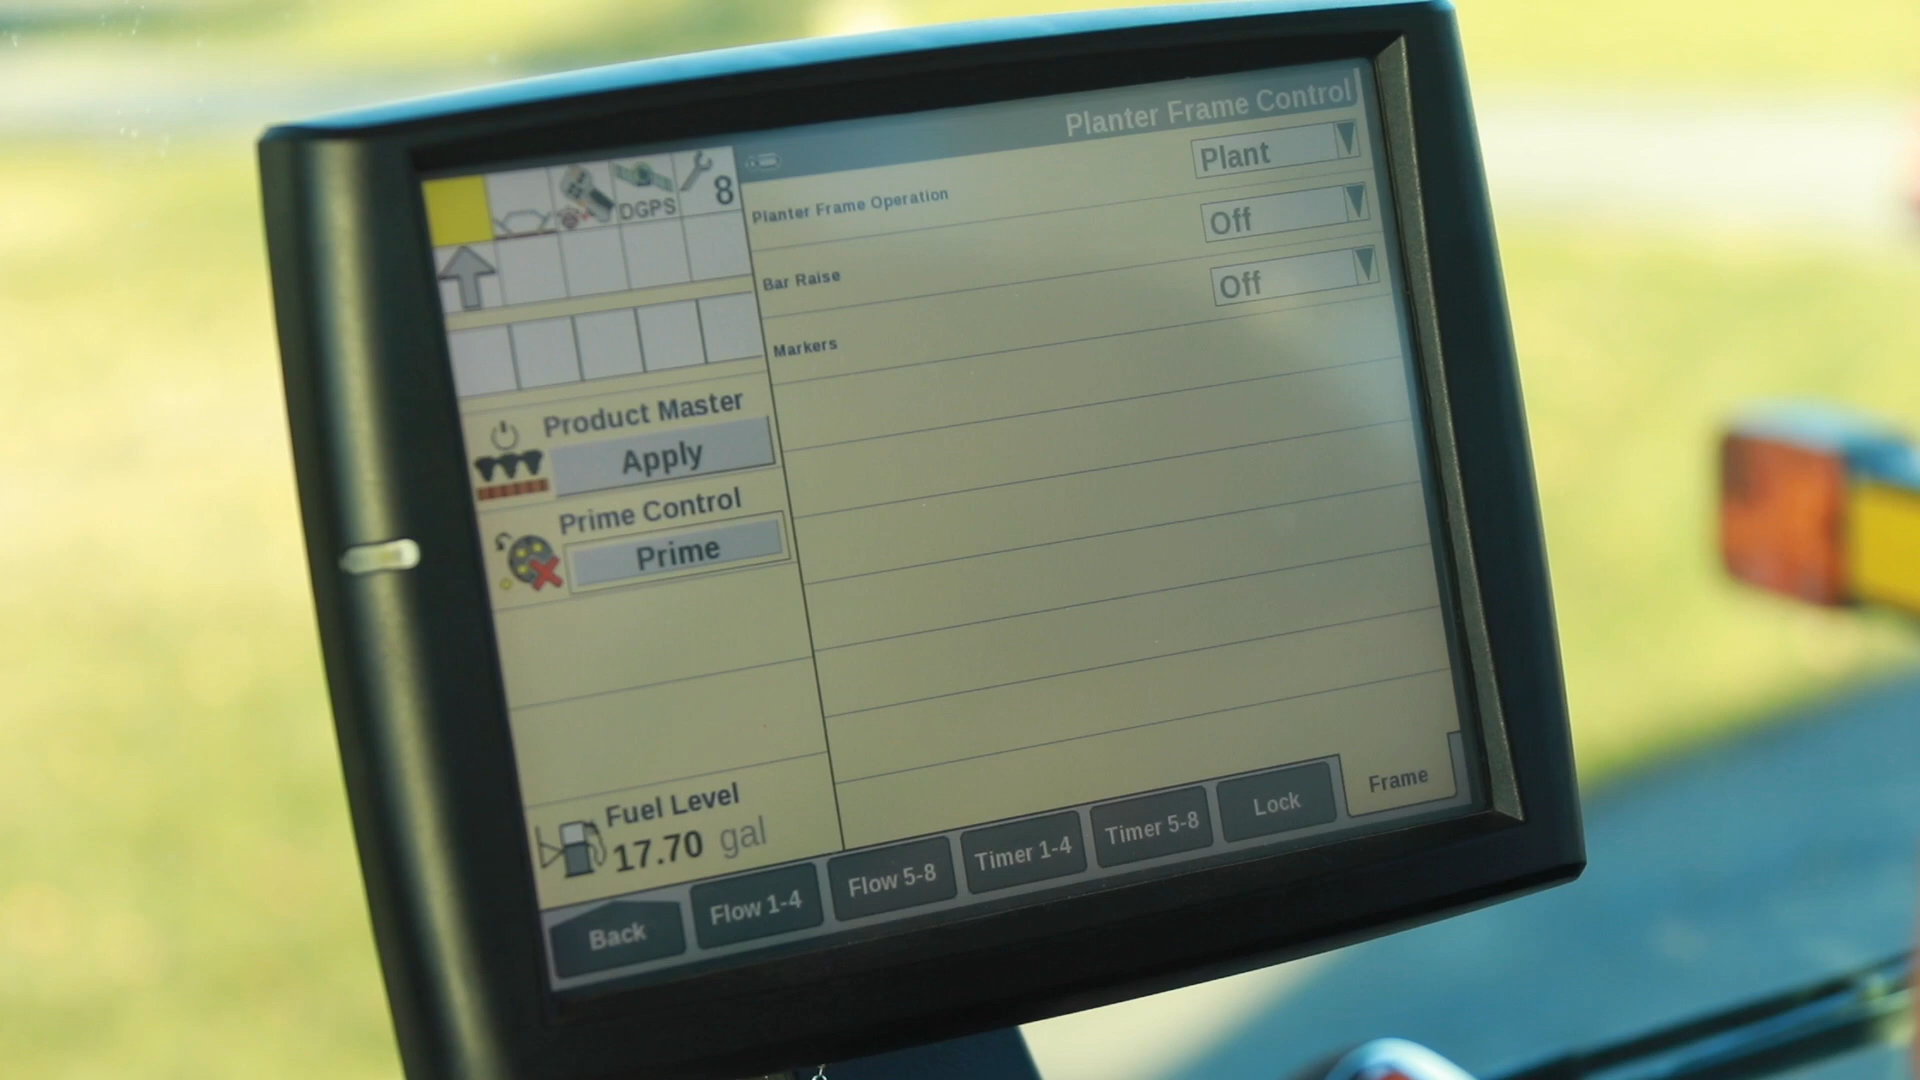 Planter Frame Control
DGPS
8
Planter Frame Operation
Plant
Bar Raise
Off
Markers
Off
Product Master
Apply
Prime Control
Prime
Fuel Level
17.70 gal
Back
Flow 1-4
Flow 5-8
Timer 1-4
Timer 5-8
Lock
Frame